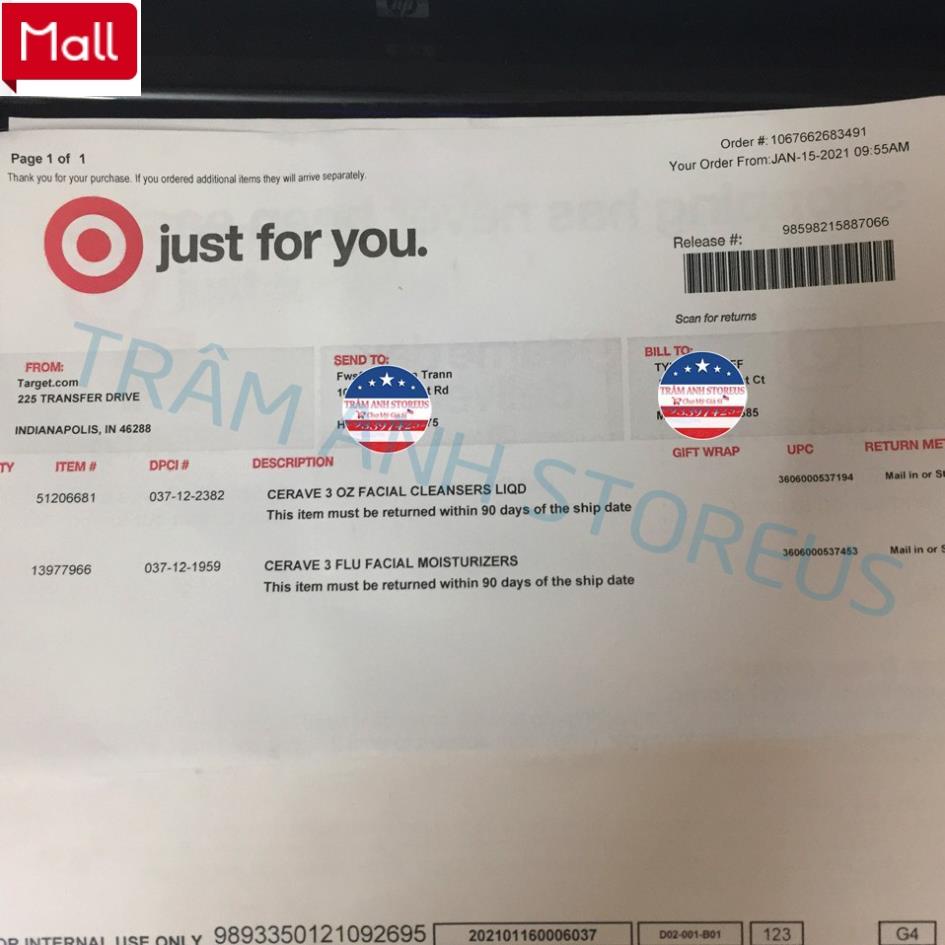 Mall
Page 1 of 1
Thank you for your purchase. If you ordered additional items they will arrive separately.
Order #: 1067662683491
Your Order From:JAN-15-2021 09:55AM
just for you.
Release #: 98598215887066
Scan for returns
FROM:
Target.com
225 TRANSFER DRIVE
INDIANAPOLIS, IN 46288
SEND TO:
Trann
t Rd
BILL TO:
t Ct
TRÂM ANH STOREUS
TRÂM ANH STOREUS
TRÂM ANH STOREUS
TY ITEM # DPCI # DESCRIPTION GIFT WRAP UPC RETURN ME
51206681 037-12-2382 CERAVE 3 OZ FACIAL CLEANSERS LIQD 3606000537194 Mail in or S
This item must be returned within 90 days of the ship date
13977966 037-12-1959 CERAVE 3 FLU FACIAL MOISTURIZERS 3606000537453 Mail in or S
This item must be returned within 90 days of the ship date
OR INTERNAL USE ONLY 9893350121092695 202101160006037 D02-001-B01 123 G4